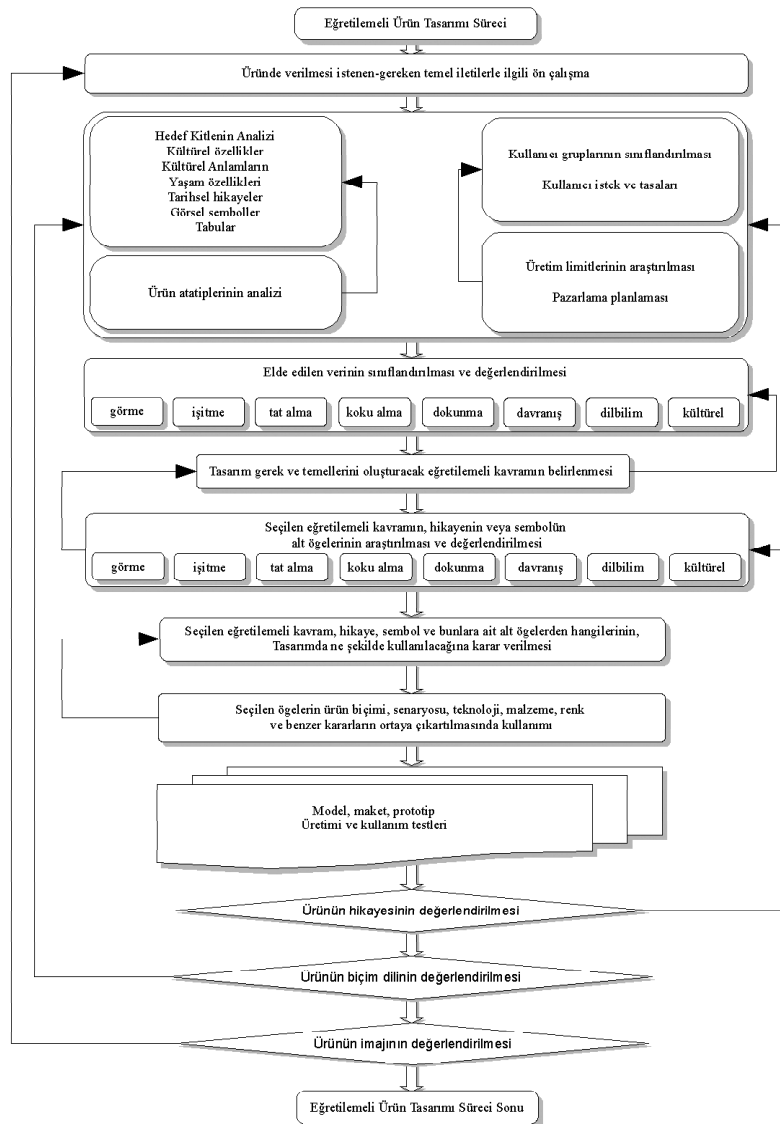 Eğretilemeli Ürün Tasarımı Süreci
Üründe verilmesi istenen-gereken temel iletilerle ilgili ön çalışma
Hedef Kitlenin Analizi
Kültürel özellikler
Kültürel Anlamların
Yaşam özellikleri
Tarihsel hikayeler
Görsel semboller
Tabular
Ürün atatiplerinin analizi
Kullanıcı gruplarının sınıflandırılması
Kullanıcı istek ve tasaları
Üretim limitlerinin araştırılması
Pazarlama planlaması
Elde edilen verinin sınıflandırılması ve değerlendirilmesi
görme işitme tat alma koku alma dokunma davranış dilbilim kültürel
Tasarım gerek ve temellerini oluşturacak eğretilemeli kavramın belirlenmesi
Seçilen eğretilemeli kavramın, hikayenin veya sembolün
alt ögelerinin araştırılması ve değerlendirilmesi
görme işitme tat alma koku alma dokunma davranış dilbilim kültürel
Seçilen eğretilemeli kavram, hikaye, sembol ve bunlara ait alt ögelerden hangilerinin,
Tasarımda ne şekilde kullanılacağına karar verilmesi
Seçilen ögelerin ürün biçimi, senaryosu, teknoloji, malzeme, renk
ve benzer kararların ortaya çıkartılmasında kullanımı
Model, maket, prototip
Üretimi ve kullanım testleri
Ürünün hikayesinin değerlendirilmesi
Ürünün biçim dilinin değerlendirilmesi
Ürünün imajının değerlendirilmesi
Eğretilemeli Ürün Tasarımı Süreci Sonu